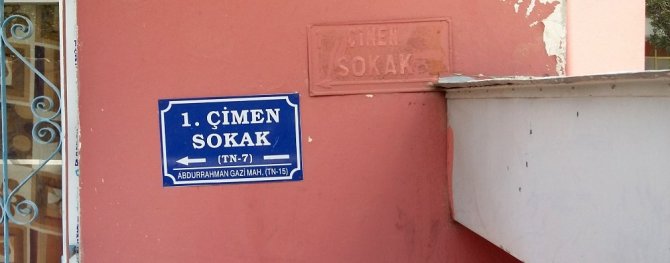 ÇİMEN
SOKAK
1. ÇİMEN
SOKAK
(TN-7)
ABDURRAHMAN GAZİ MAH. (TN-15)